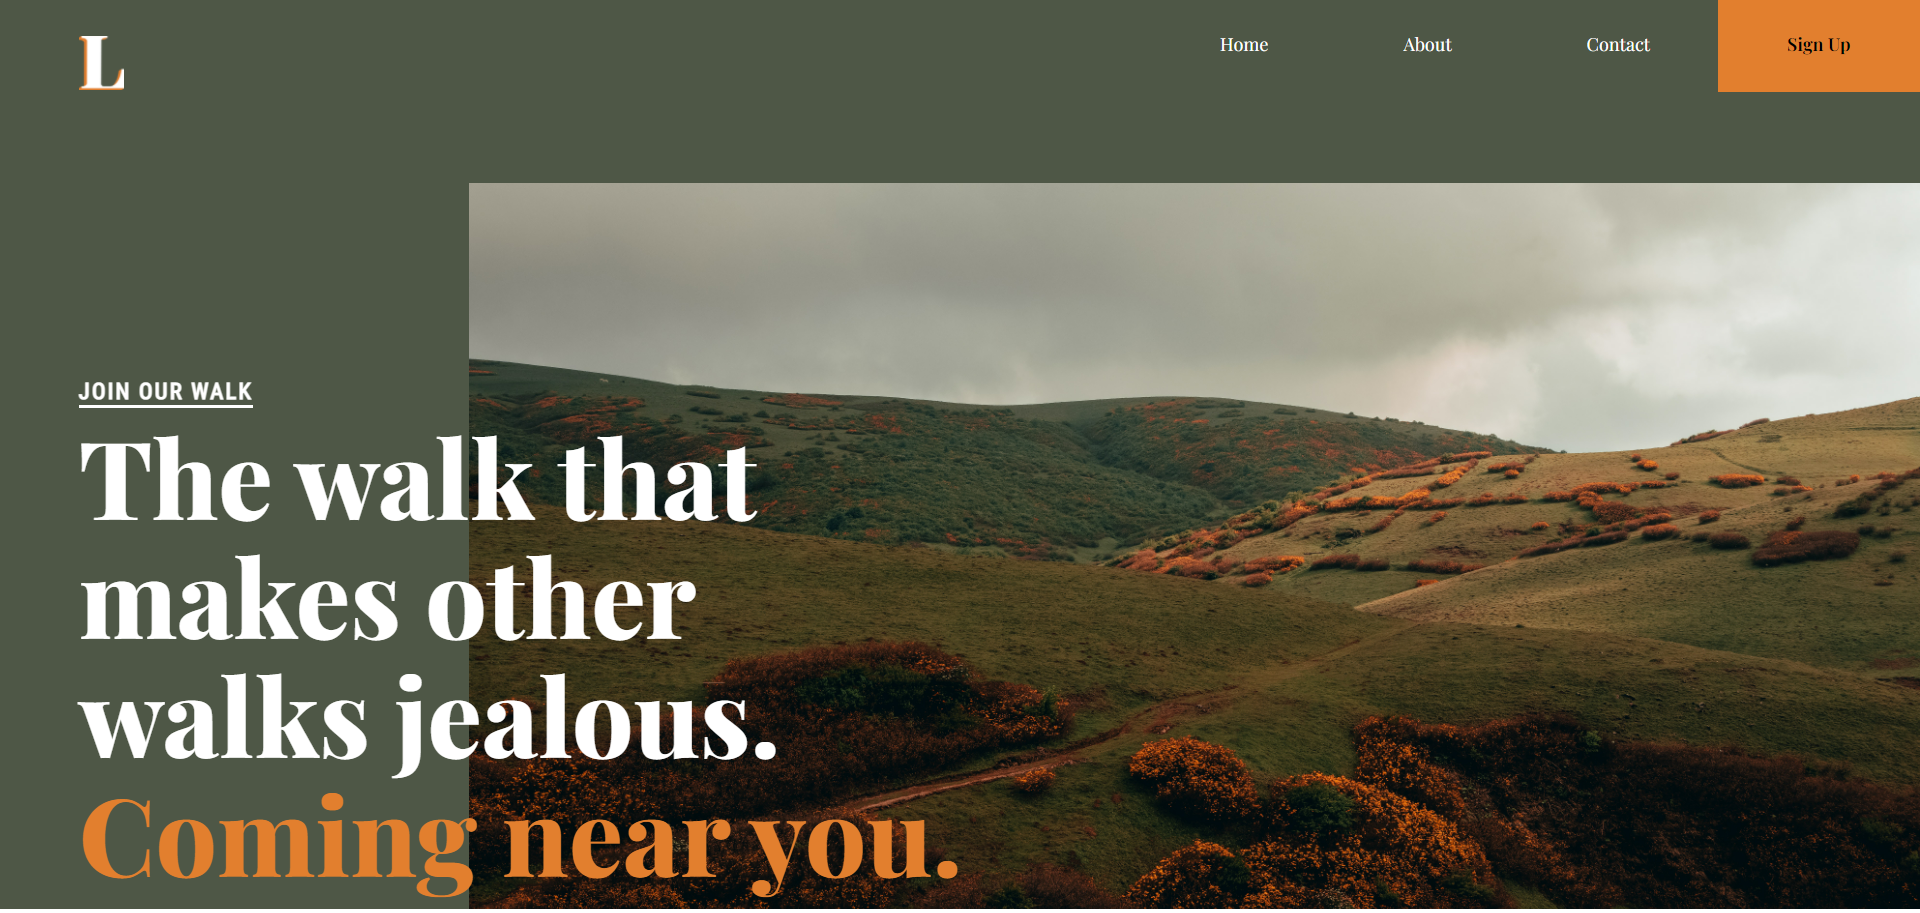 L
Home About Contact Sign Up
JOIN OUR WALK
The walk that
makes other
walks jealous.
Coming near you.